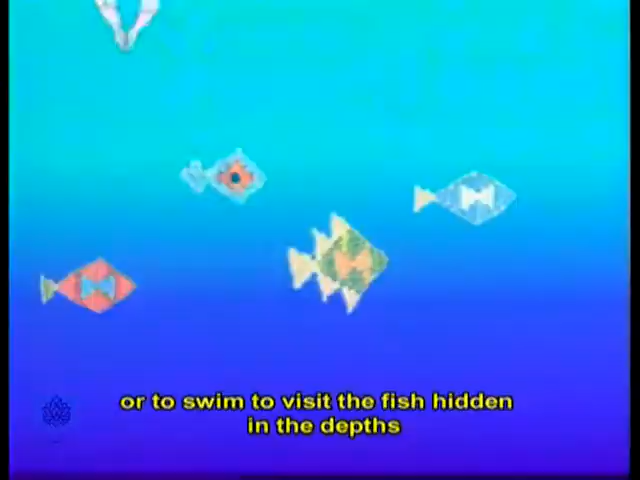 or to swim to visit the fish hidden
in the depths